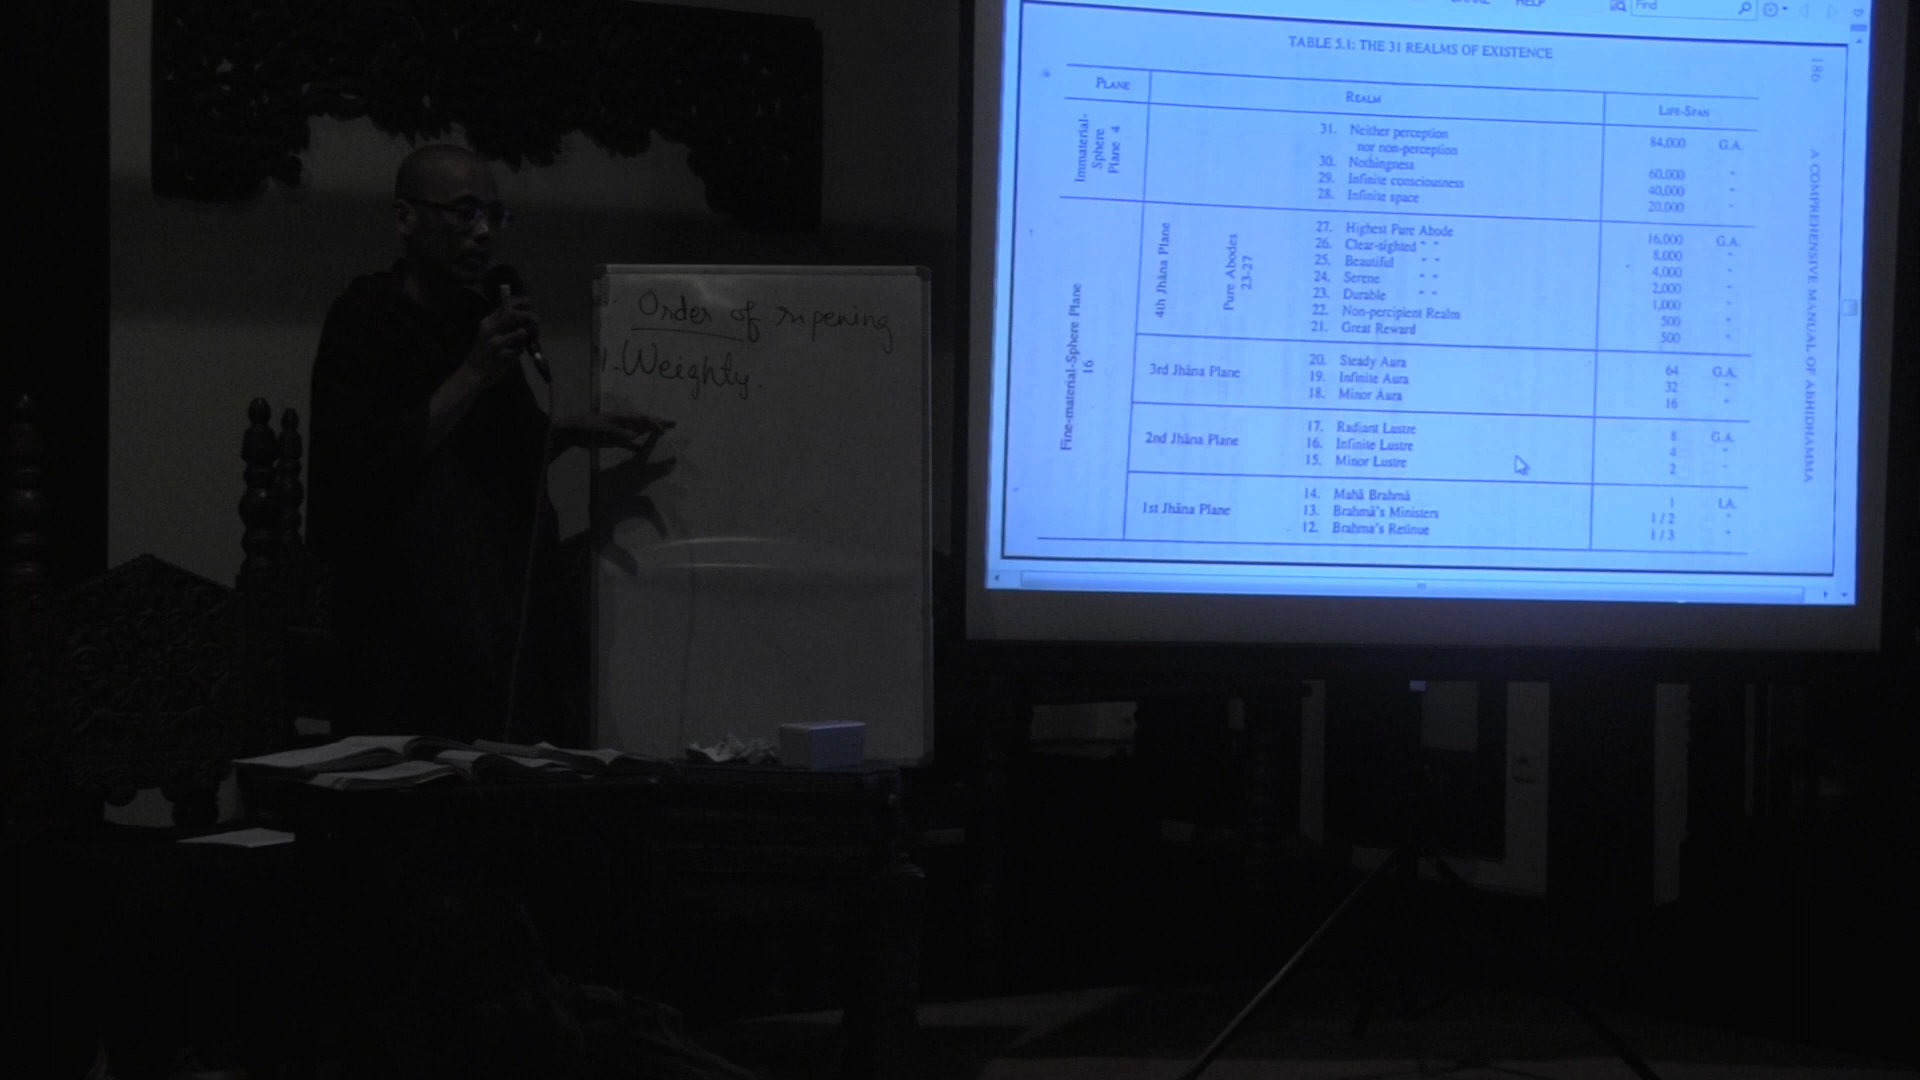 Order of ripening
1. Weighty.
HELP
Find
TABLE 5.1: THE 31 REALMS OF EXISTENCE
186
A COMPREHENSIVE MANUAL OF ABHIDHAMMA
PLANE REALM LIFE-SPAN
Immaterial-
Sphere
Plane 4
31. Neither perception
nor non-perception 84,000 G.A.
30. Nothingness 60,000 "
29. Infinite consciousness 40,000 "
28. Infinite space 20,000 "
Fine-material-Sphere Plane
16
4th Jhāna Plane
Pure Abodes
23-27
27. Highest Pure Abode 16,000 G.A.
26. Clear-sighted " " 8,000 "
25. Beautiful " " 4,000 "
24. Serene " " 2,000 "
23. Durable " " 1,000 "
22. Non-percipient Realm 500 "
21. Great Reward 500 "
3rd Jhāna Plane
20. Steady Aura 64 G.A.
19. Infinite Aura 32 "
18. Minor Aura 16 "
2nd Jhāna Plane
17. Radiant Lustre 8 G.A.
16. Infinite Lustre 4 "
15. Minor Lustre 2 "
1st Jhāna Plane
14. Mahā Brahmā 1 I.A.
13. Brahmā's Ministers 1/2 "
12. Brahma's Retinue 1/3 "